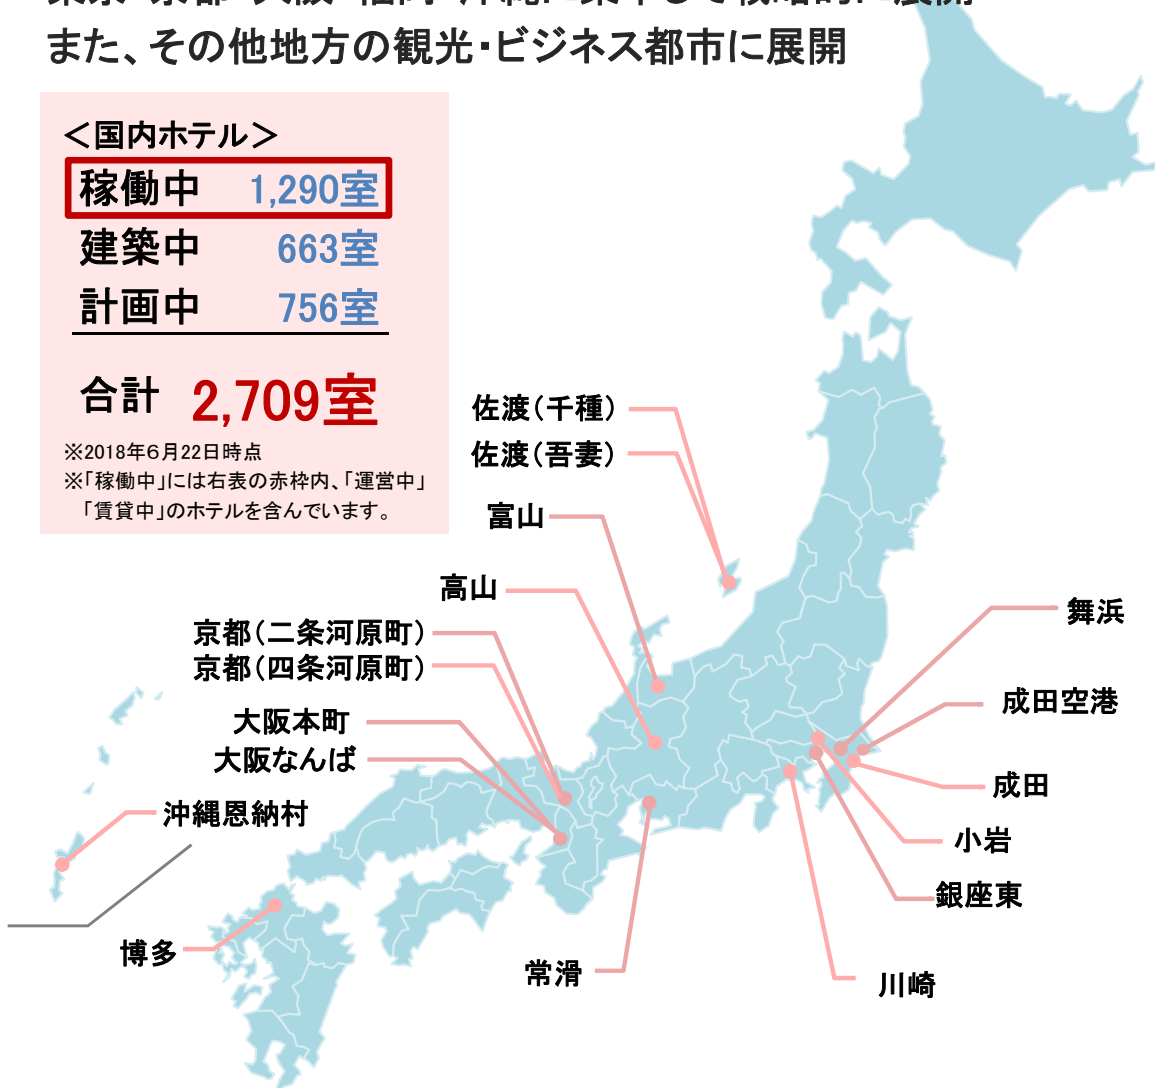 また、その他地方の観光・ビジネス都市に展開
＜国内ホテル＞
稼働中 1,290室
建築中 663室
計画中 756室
合計 2,709室
※2018年6月22日時点
※「稼働中」には右表の赤枠内、「運営中」
「賃貸中」のホテルを含んでいます。
佐渡（千種）
佐渡（吾妻）
富山
高山
京都（二条河原町）
京都（四条河原町）
大阪本町
大阪なんば
沖縄恩納村
博多
常滑
舞浜
成田空港
成田
小岩
銀座東
川崎